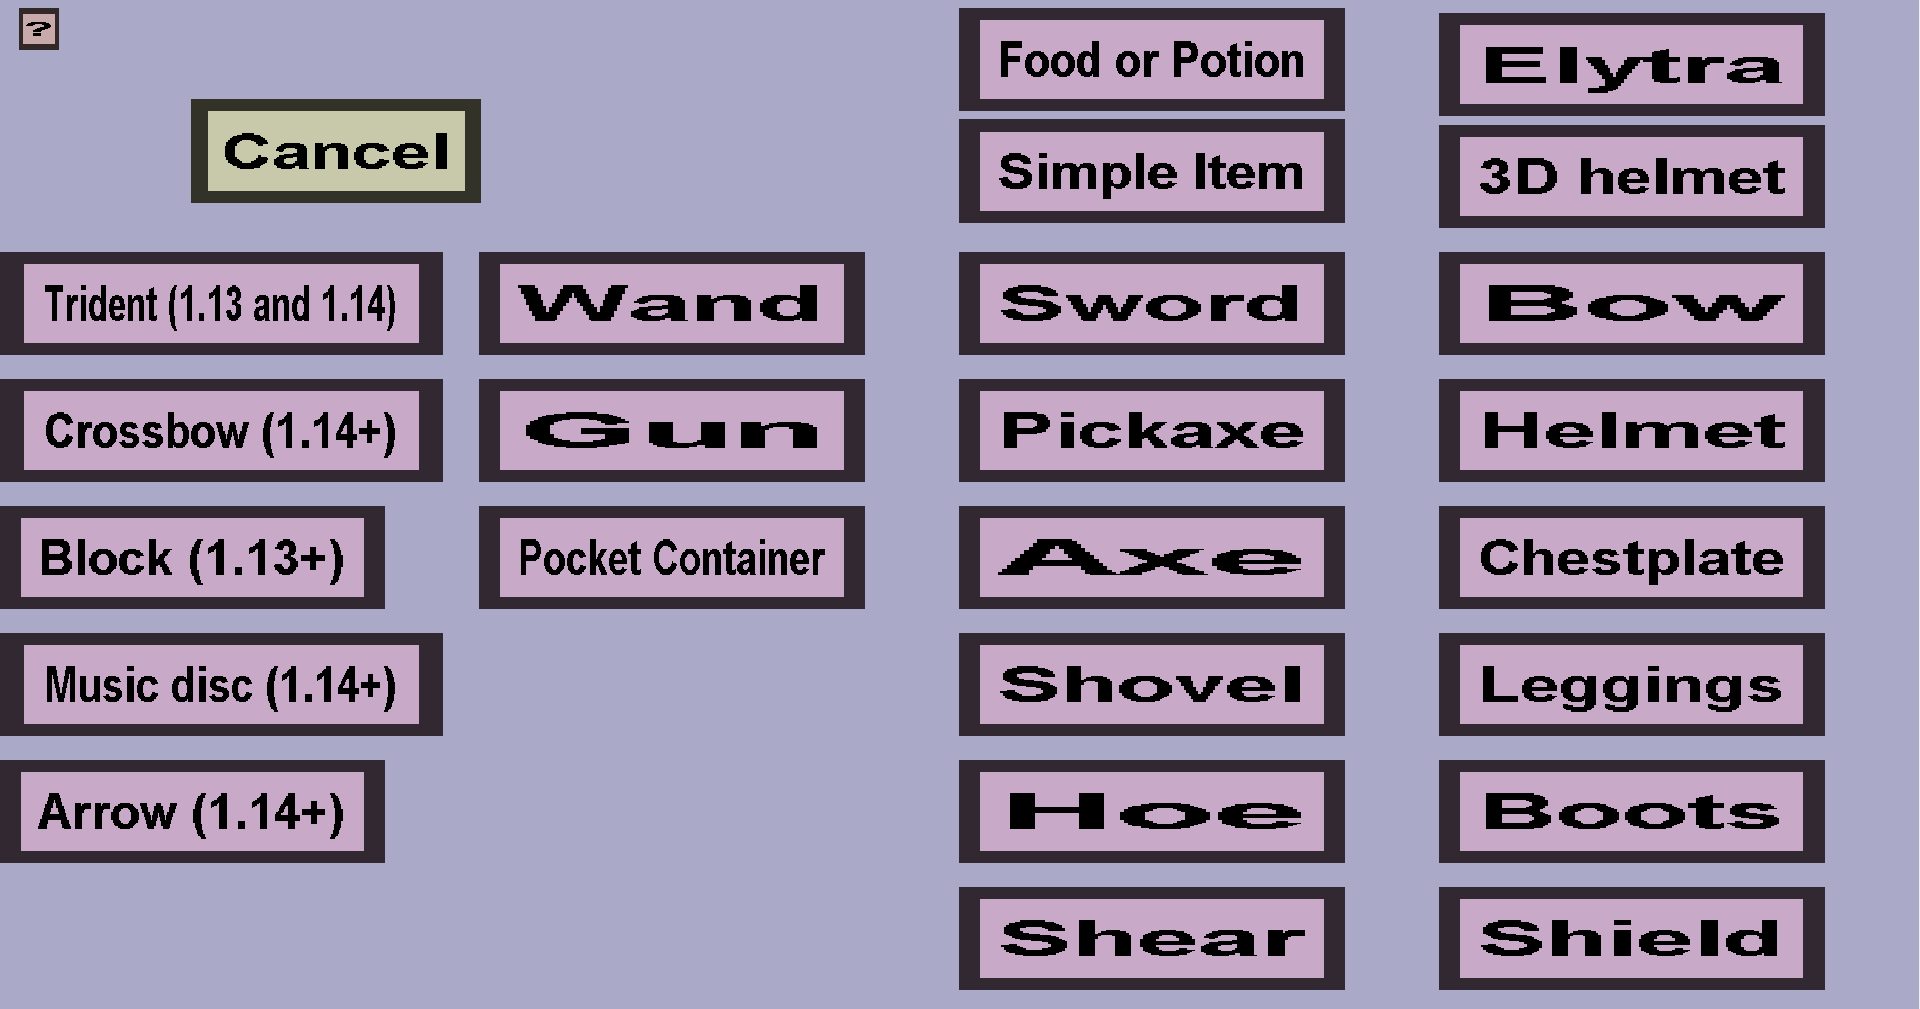 ?
Cancel
Trident (1.13 and 1.14)
Crossbow (1.14+)
Block (1.13+)
Music disc (1.14+)
Arrow (1.14+)
Wand
Gun
Pocket Container
Food or Potion
Simple Item
Sword
Pickaxe
Axe
Shovel
Hoe
Shear
Elytra
3D helmet
Bow
Helmet
Chestplate
Leggings
Boots
Shield